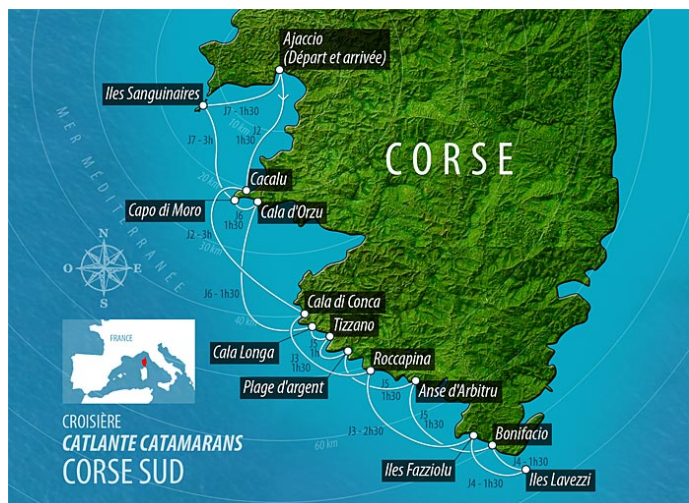 Ajaccio
(Départ et arrivée)
Iles Sanguinaires
J7 - 1h30
J2
1h30
10 km
J7 - 3h
MER MÉDITERRANÉE
CORSE
20 km
Cacalu
Capo di Moro
J6
1h30
Cala d'Orzu
J2 - 3h
30 km
N
O
E
S
J6 - 1h30
Cala di Conca
40 km
Tizzano
Cala Longa
J5
1h
J3
1h30
Roccapina
Plage d'argent
J5
1h30
Anse d'Arbitru
FRANCE
J5
1h30
J3 - 2h30
Bonifacio
60 km
Iles Fazziolu
J4 - 1h30
J4 - 1h30
Iles Lavezzi
CROISIÈRE
CATLANTE CATAMARANS
CORSE SUD